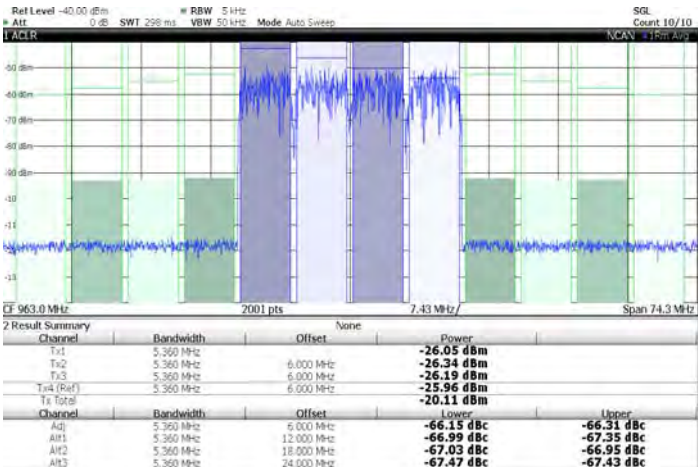 Ref Level -40.00 dBm RBW 5 kHz SGL
Att 0 dB SWT 298 ms VBW 50 kHz Mode Auto Sweep Count 10/10
1 ACLR NCAN 1Rm Avg
-50 dBm
-60 dBm
-70 dBm
-80 dBm
-90 dBm
-10
-11
-12
-13
CF 963.0 MHz 2001 pts 7.43 MHz/ Span 74.3 MHz
2 Result Summary None
Channel Bandwidth Offset Power
Tx1 5.360 MHz -26.05 dBm
Tx2 5.360 MHz 6.000 MHz -26.34 dBm
Tx3 5.360 MHz 6.000 MHz -26.19 dBm
Tx4 (Ref) 5.360 MHz 6.000 MHz -25.96 dBm
Tx Total -20.11 dBm
Channel Bandwidth Offset Lower Upper
Adj 5.360 MHz 6.000 MHz -66.15 dBc -66.31 dBc
Alt1 5.360 MHz 12.000 MHz -66.99 dBc -67.35 dBc
Alt2 5.360 MHz 18.000 MHz -67.03 dBc -66.95 dBc
Alt3 5.360 MHz 24.000 MHz -67.47 dBc -67.43 dBc